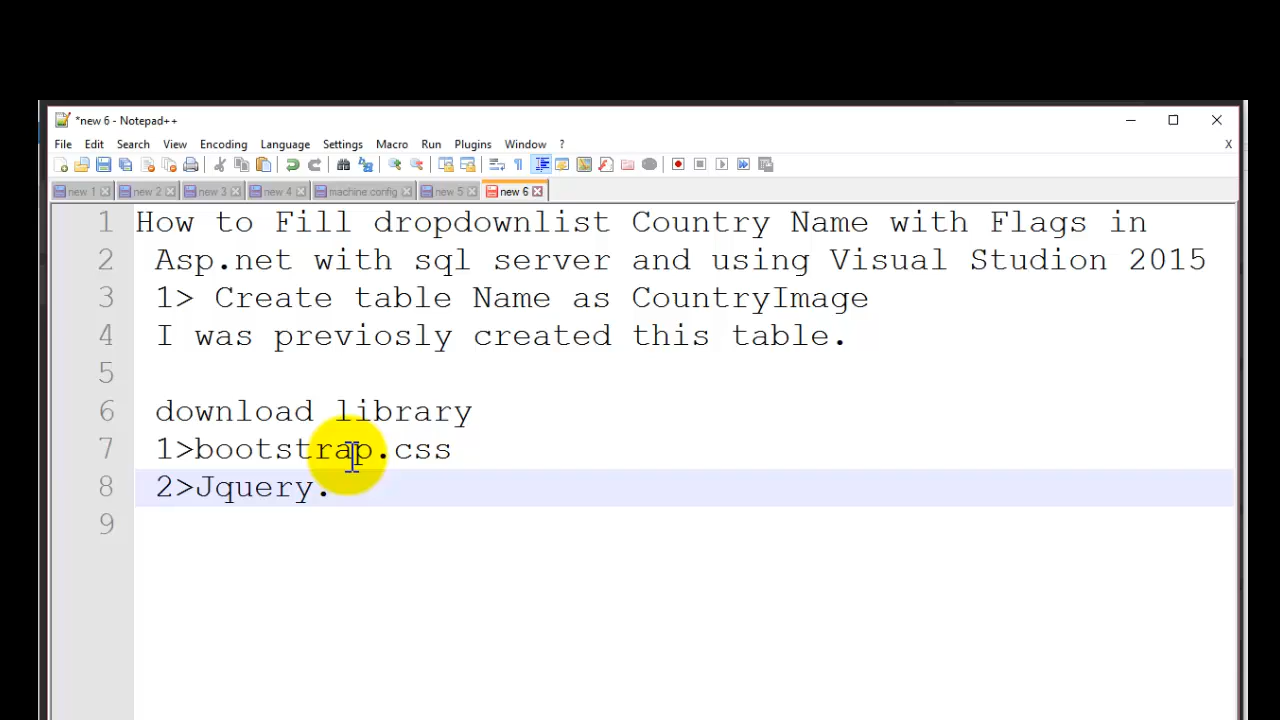 *new 6 - Notepad++
File Edit Search View Encoding Language Settings Macro Run Plugins Window ? X
new 1 new 2 new 3 new 4 machine config new 5 new 6
1 How to Fill dropdownlist Country Name with Flags in
2 Asp.net with sql server and using Visual Studion 2015
3 1> Create table Name as CountryImage
4 I was previosly created this table.
5
6 download library
7 1>bootstrap.css
8 2>Jquery.
9